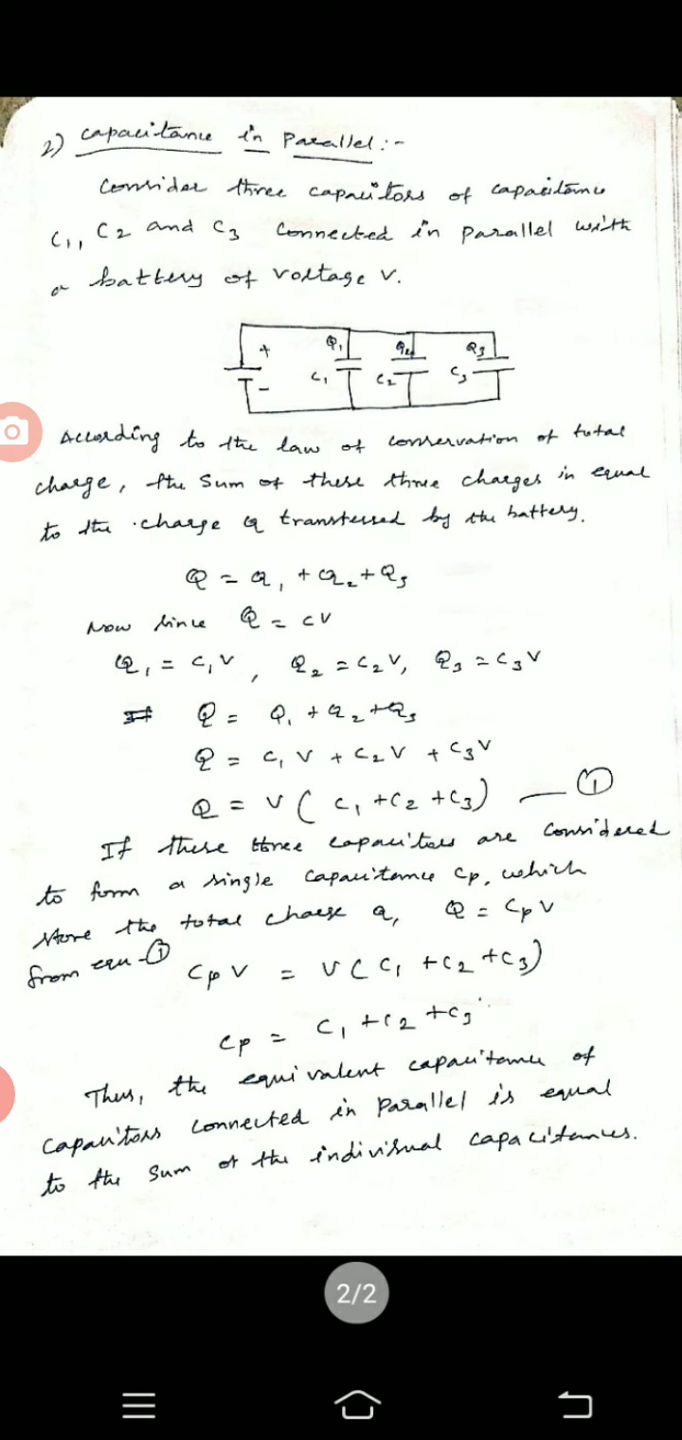 2) Capacitance in Parallel :-
Consider three capacitors of capacitance
C1, C2 and C3 connected in parallel with
a battery of voltage V.
+ Q1 Q2 Q3
- C1 C2 C3
According to the law of conservation of total
charge, the sum of these three charges in equal
to the charge Q transferred by the battery.
Q = Q1 + Q2 + Q3
Now since Q = CV
Q1 = C1V, Q2 = C2V, Q3 = C3V
Q = Q1 + Q2 + Q3
Q = C1 V + C2 V + C3 V
Q = V ( C1 + C2 + C3 ) — ①
If these three capacitors are considered
to form a single capacitance Cp, which
store the total charge Q, Q = CpV
from equ-① CpV = V ( C1 + C2 + C3 )
Cp = C1 + C2 + C3
Thus, the equivalent capacitance of
capacitors connected in Parallel is equal
to the sum of the individual capacitances.
2/2